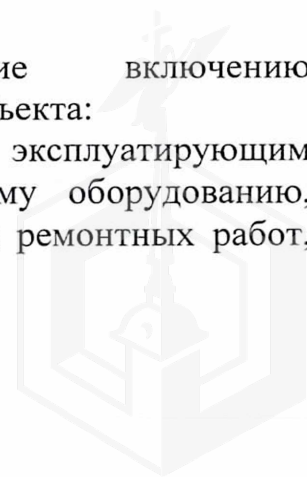 ие включению
ъекта:
эксплуатирующим
му оборудованию,
ремонтных работ,